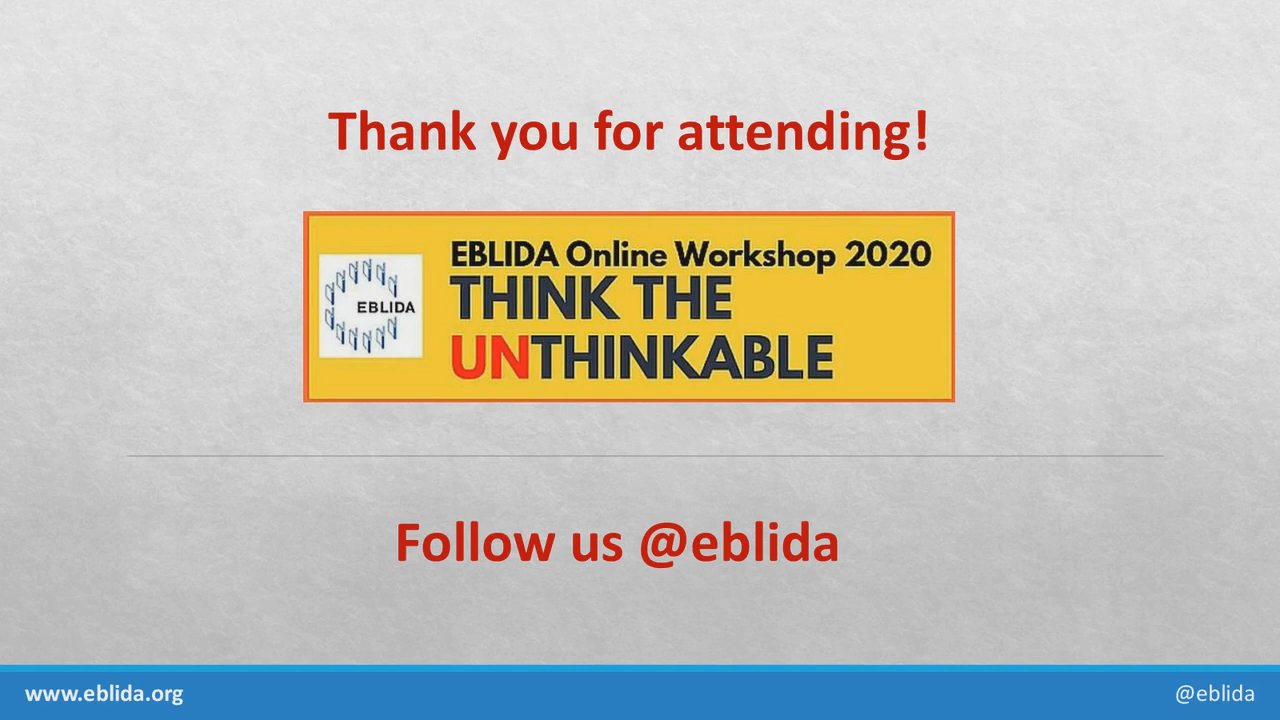 Thank you for attending!
EBLIDA
EBLIDA Online Workshop 2020
THINK THE
UNTHINKABLE
Follow us @eblida
www.eblida.org
@eblida